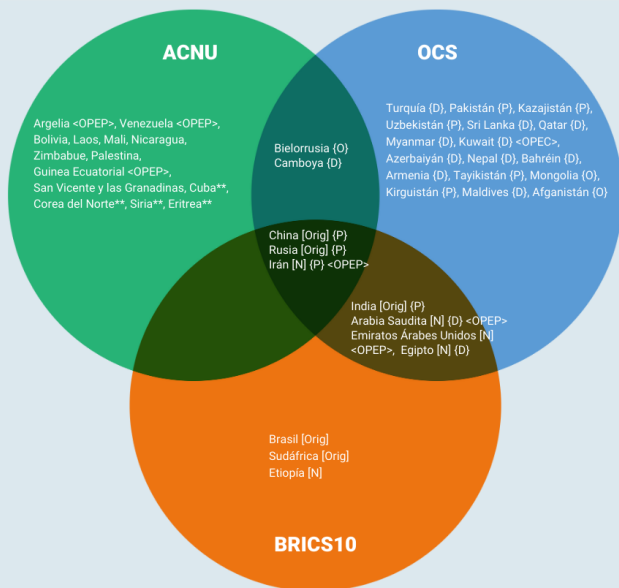 ACNU
OCS
Argelia <OPEP>, Venezuela <OPEP>,
Bolivia, Laos, Mali, Nicaragua,
Zimbabue, Palestina,
Guinea Ecuatorial <OPEP>,
San Vicente y las Granadinas, Cuba**,
Corea del Norte**, Siria**, Eritrea**
Bielorrusia {O}
Camboya {D}
Turquía {D}, Pakistán {P}, Kazajistán {P},
Uzbekistán {P}, Sri Lanka {D}, Qatar {D},
Myanmar {D}, Kuwait {D} <OPEC>,
Azerbaiyán {D}, Nepal {D}, Bahréin {D},
Armenia {D}, Tayikistán {P}, Mongolia {O},
Kirguistán {P}, Maldives {D}, Afganistán {O}
China [Orig] {P}
Rusia [Orig] {P}
Irán [N] {P} <OPEP>
India [Orig] {P}
Arabia Saudita [N] {D} <OPEP>
Emiratos Árabes Unidos [N]
<OPEP>, Egipto [N] {D}
Brasil [Orig]
Sudáfrica [Orig]
Etiopía [N]
BRICS10